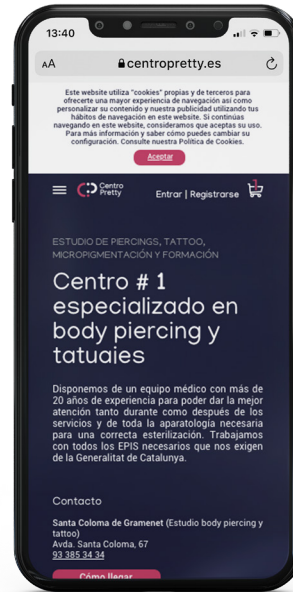 13:40
AA centropretty.es
Este website utiliza "cookies" propias y de terceros para
ofrecerte una mayor experiencia de navegación así como
personalizar su contenido y nuestra publicidad utilizando tus
hábitos de navegación en este website. Si continúas
navegando en este website, consideramos que aceptas su uso.
Para más información y saber cómo puedes cambiar su
configuración. Consulte nuestra Política de Cookies.
Aceptar
Centro
Pretty
Entrar | Registrarse
ESTUDIO DE PIERCINGS, TATTOO,
MICROPIGMENTACIÓN Y FORMACIÓN
Centro # 1
especializado en
body piercing y
tatuajes
Disponemos de un equipo médico con más de
20 años de experiencia para poder dar la mejor
atención tanto durante como después de los
servicios y de toda la aparatología necesaria
para una correcta esterilización. Trabajamos
con todos los EPIS necesarios que nos exigen
de la Generalitat de Catalunya.
Contacto
Santa Coloma de Gramenet (Estudio body piercing y
tattoo)
Avda. Santa Coloma, 67
93 385 34 34
Cómo llegar